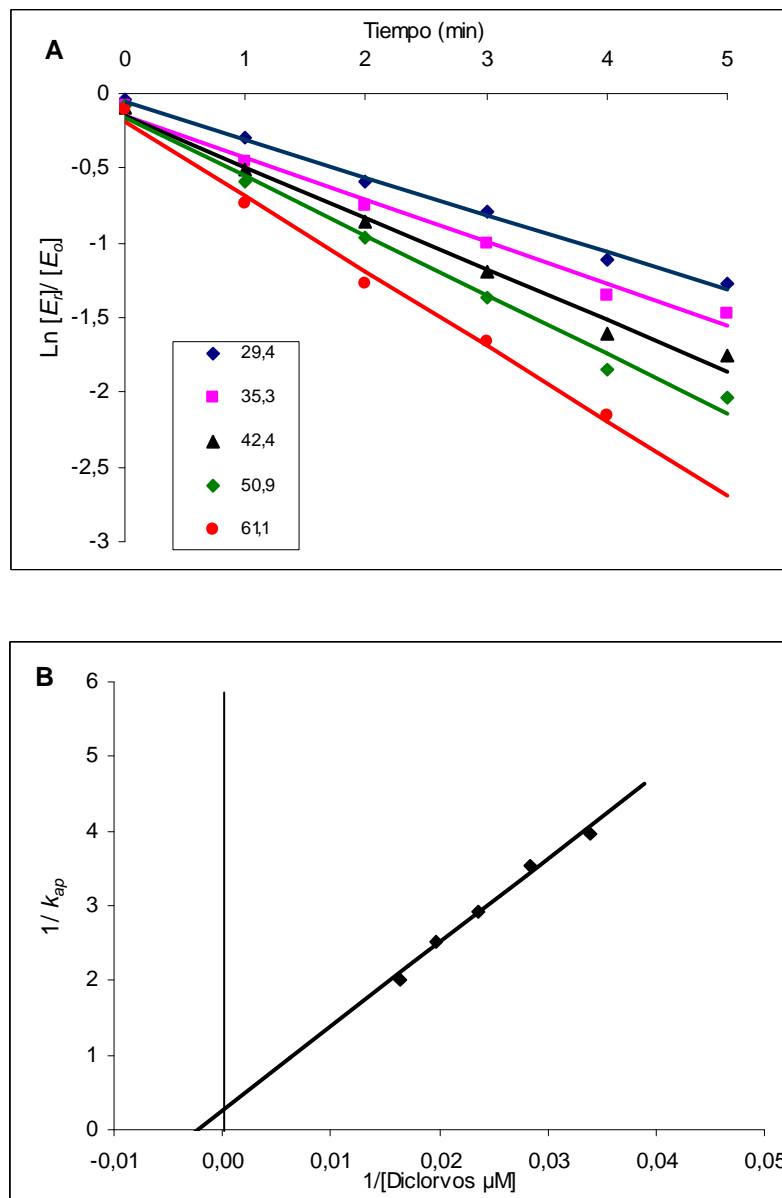 A
Tiempo (min)
0 1 2 3 4 5
0
-0,5
-1
-1,5
-2
-2,5
-3
Ln [Er]/ [Eo]
29,4
35,3
42,4
50,9
61,1
B
6
5
4
3
2
1
0
1/ kap
-0,01 0,00 0,01 0,02 0,03 0,04 0,05
1/[Diclorvos µM]